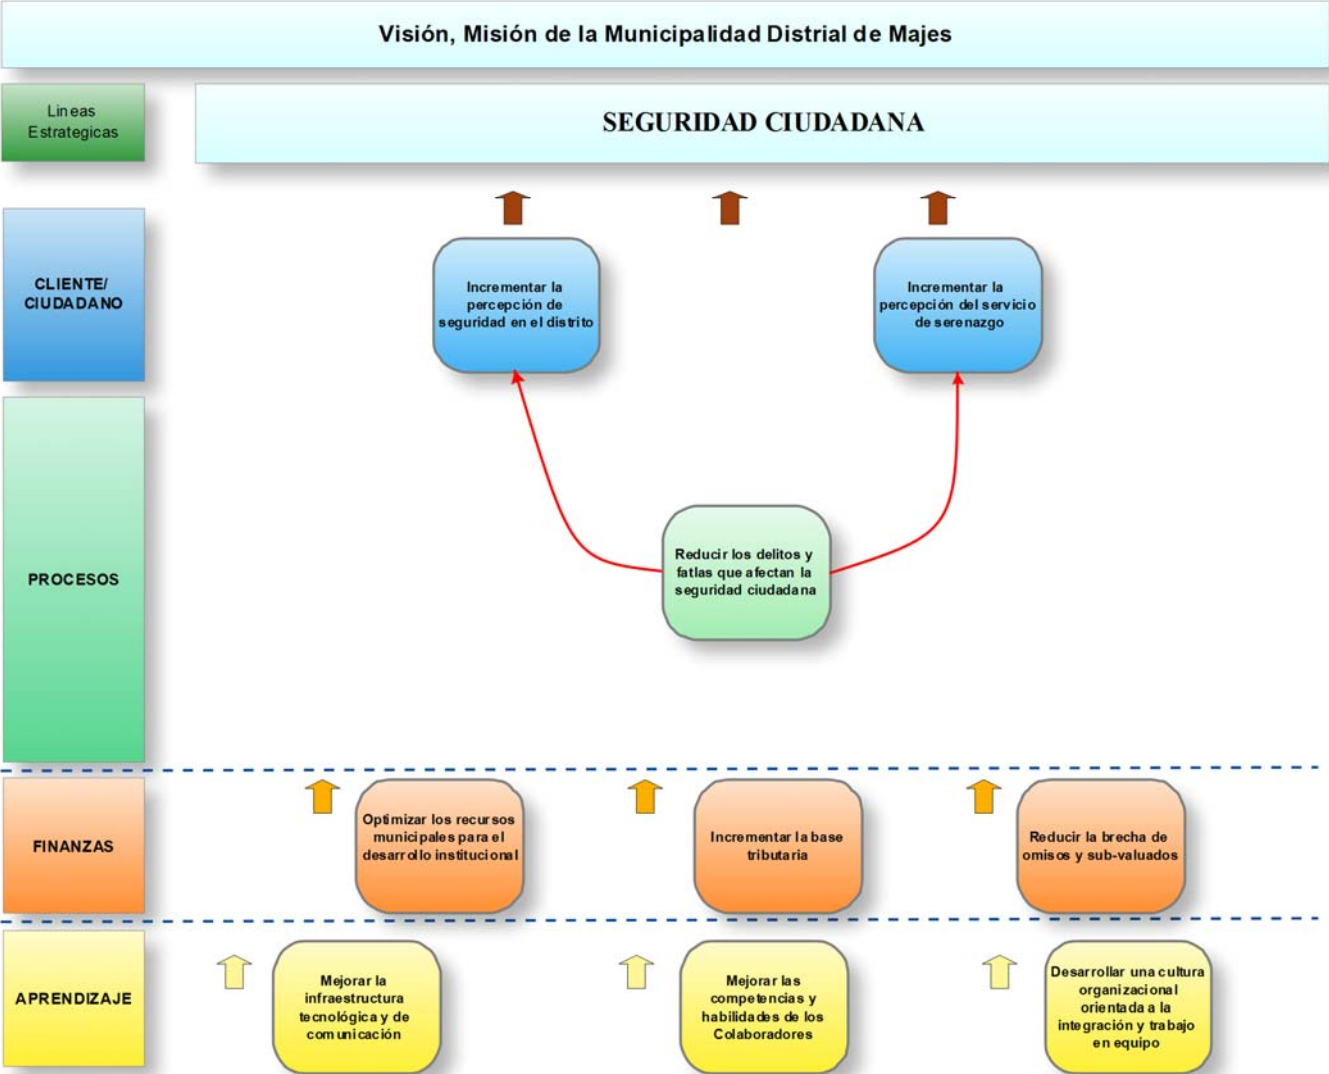 Visión, Misión de la Municipalidad Distrial de Majes
Lineas
Estrategicas
SEGURIDAD CIUDADANA
CLIENTE/
CIUDADANO
Incrementar la
percepción de
seguridad en el distrito
Incrementar la
percepción del servicio
de serenazgo
PROCESOS
Reducir los delitos y
fatlas que afectan la
seguridad ciudadana
FINANZAS
Optimizar los recursos
municipales para el
desarrollo institucional
Incrementar la base
tributaria
Reducir la brecha de
omisos y sub-valuados
APRENDIZAJE
Mejorar la
infraestructura
tecnológica y de
comunicación
Mejorar las
competencias y
habilidades de los
Colaboradores
Desarrollar una cultura
organizacional
orientada a la
integración y trabajo
en equipo